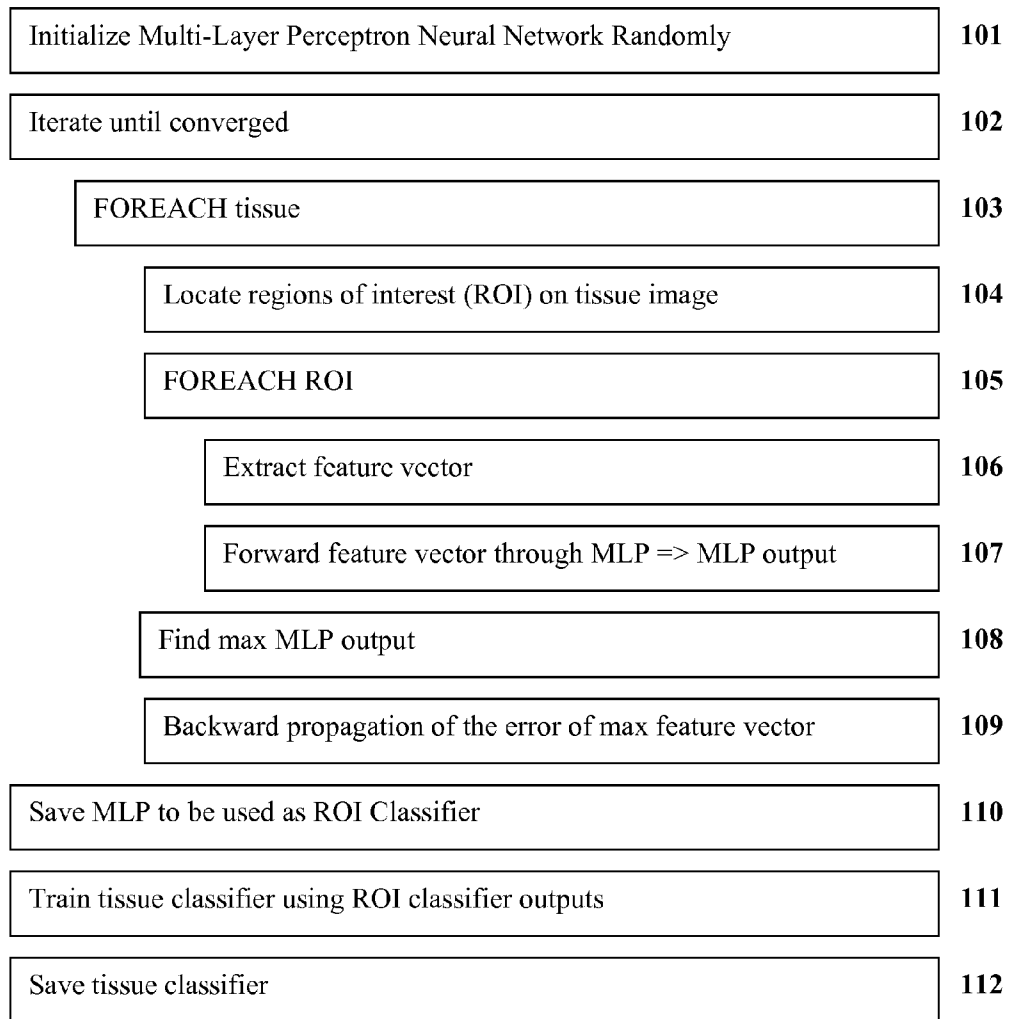 Initialize Multi-Layer Perceptron Neural Network Randomly 101
Iterate until converged 102
FOREACH tissue 103
Locate regions of interest (ROI) on tissue image 104
FOREACH ROI 105
Extract feature vector 106
Forward feature vector through MLP => MLP output 107
Find max MLP output 108
Backward propagation of the error of max feature vector 109
Save MLP to be used as ROI Classifier 110
Train tissue classifier using ROI classifier outputs 111
Save tissue classifier 112